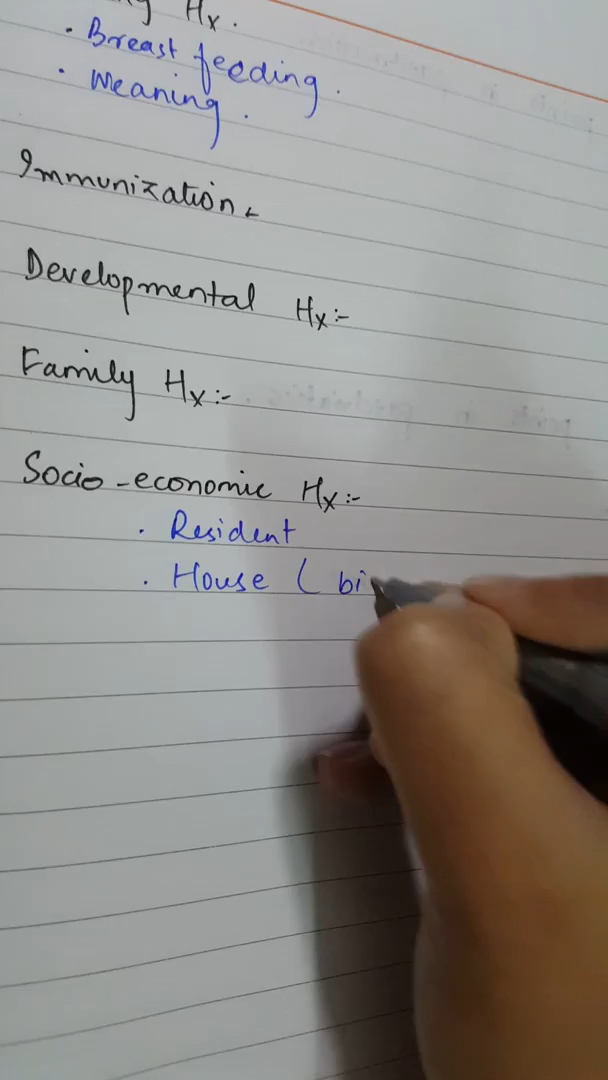 Hx.
· Breast feeding.
· Weaning.
Immunization
Developmental Hx:-
Family Hx:-
Socio-economic Hx:-
· Resident
· House ( bi